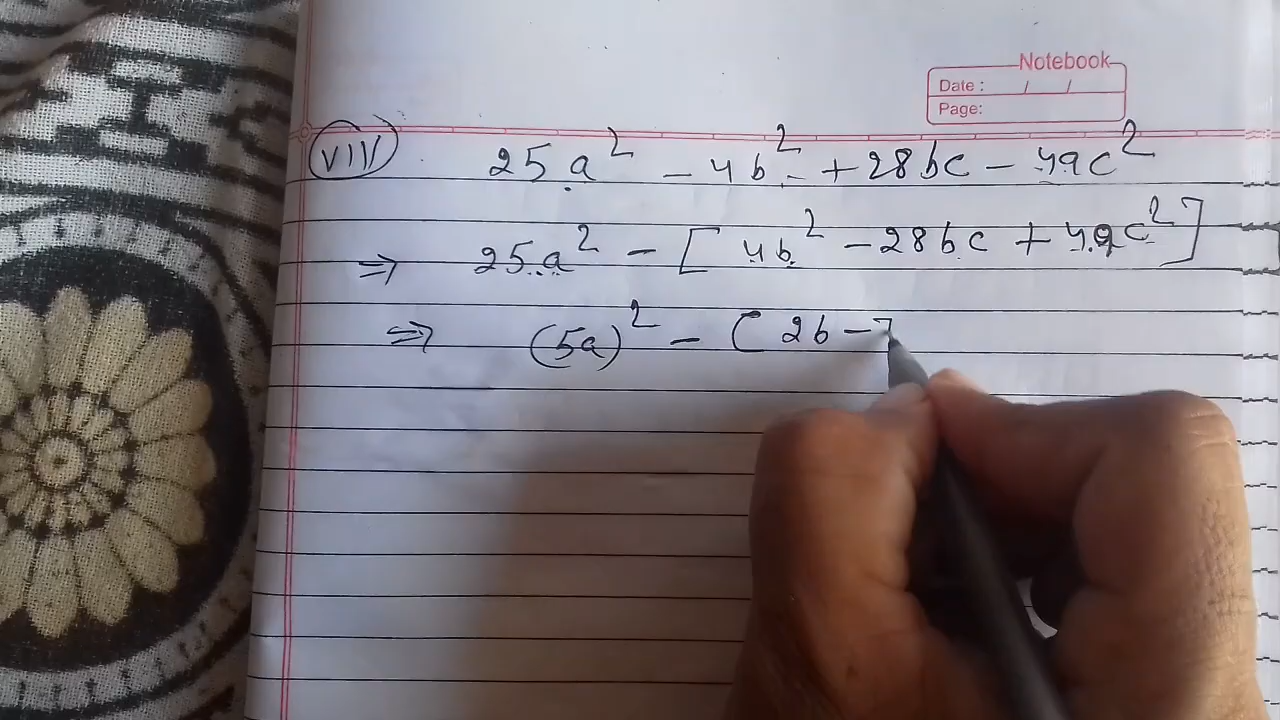 Notebook
Date : / /
Page:
VIII 25a² - 4b² + 28bc - 49c²
⇒ 25a² - [4b² - 28bc + 49c²]
⇒ (5a)² - (2b - 7